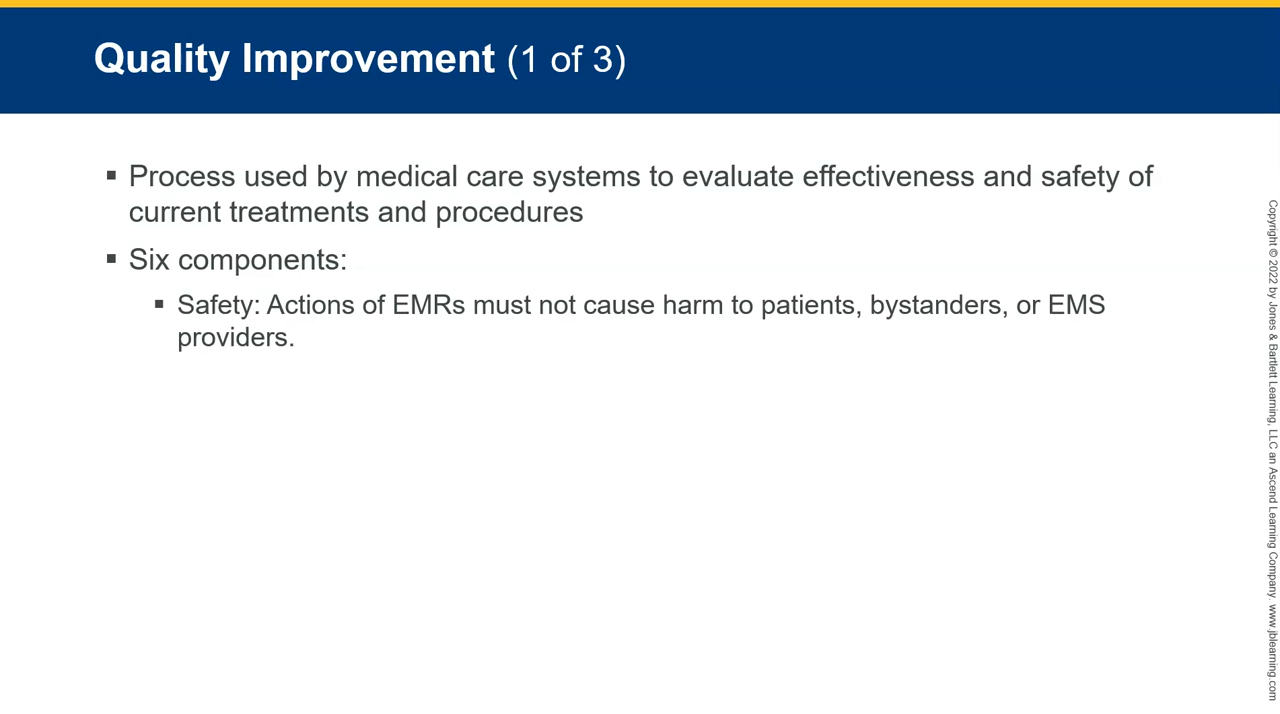 Quality Improvement (1 of 3)
▪ Process used by medical care systems to evaluate effectiveness and safety of
current treatments and procedures
▪ Six components:
▪ Safety: Actions of EMRs must not cause harm to patients, bystanders, or EMS
providers.
Copyright © 2022 by Jones & Bartlett Learning, LLC an Ascend Learning Company. www.jblearning.com